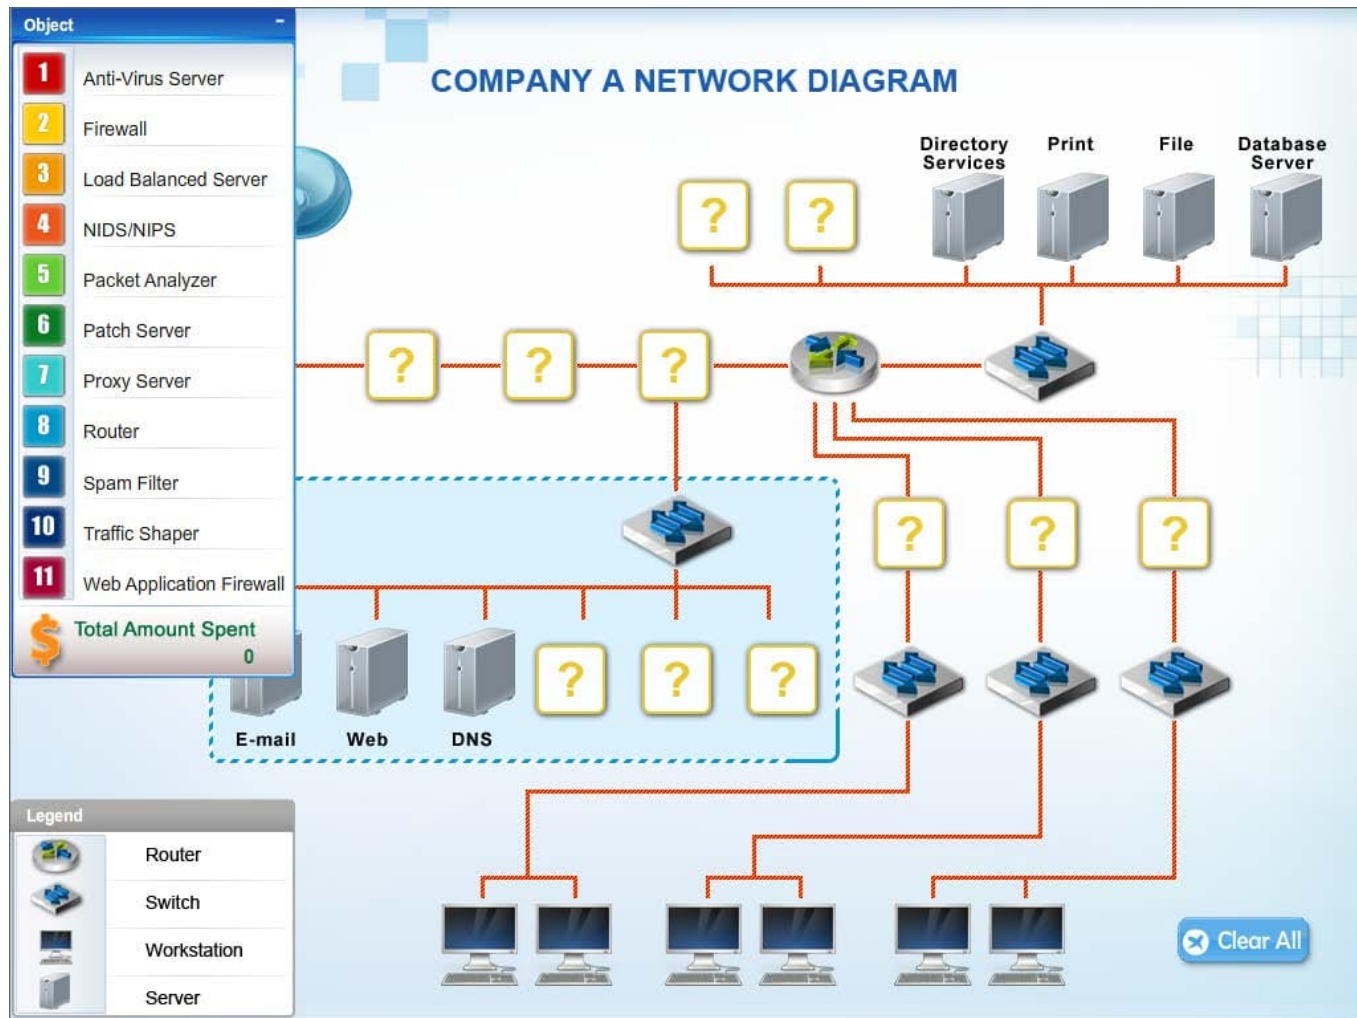 Object -
1 Anti-Virus Server
2 Firewall
3 Load Balanced Server
4 NIDS/NIPS
5 Packet Analyzer
6 Patch Server
7 Proxy Server
8 Router
9 Spam Filter
10 Traffic Shaper
11 Web Application Firewall
$ Total Amount Spent
0
COMPANY A NETWORK DIAGRAM
Directory
Services
Print
File
Database
Server
? ?
? ? ?
? ? ?
? ? ?
E-mail Web DNS
Legend
Router
Switch
Workstation
Server
Clear All